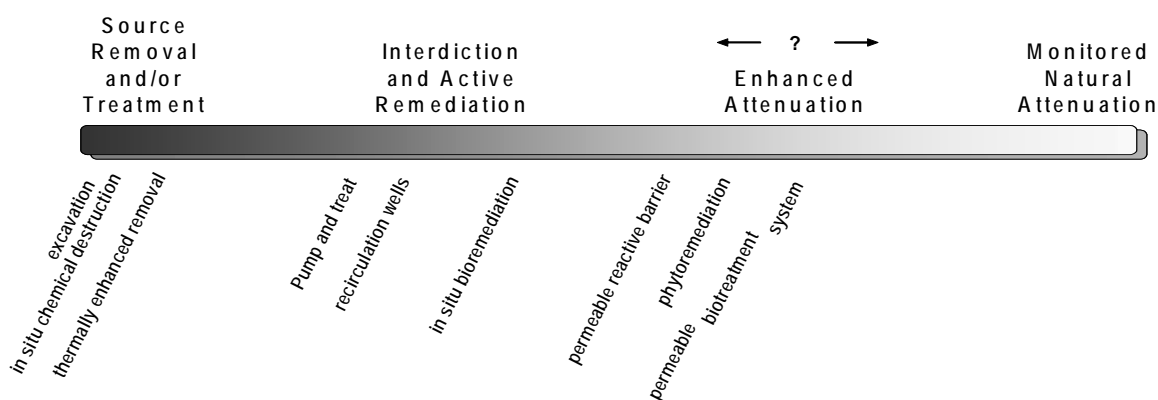 Source
Removal
and/or
Treatment
Interdiction
and Active
Remediation
?
Enhanced
Attenuation
Monitored
Natural
Attenuation
excavation
in situ chemical destruction
thermally enhanced removal
Pump and treat
recirculation wells
in situ bioremediation
permeable reactive barrier
phytoremediation
permeable biotreatment system